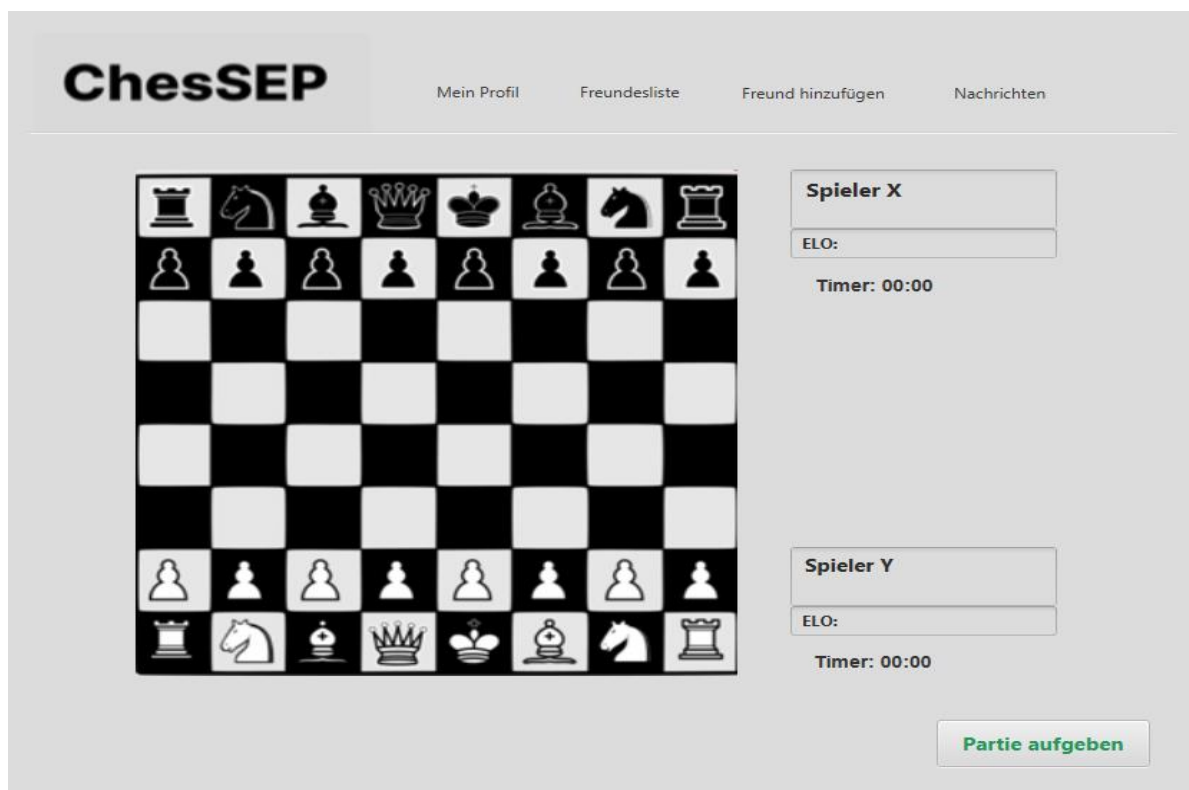 ChesSEP
Mein Profil Freundesliste Freund hinzufügen Nachrichten
Spieler X
ELO:
Timer: 00:00
Spieler Y
ELO:
Timer: 00:00
Partie aufgeben